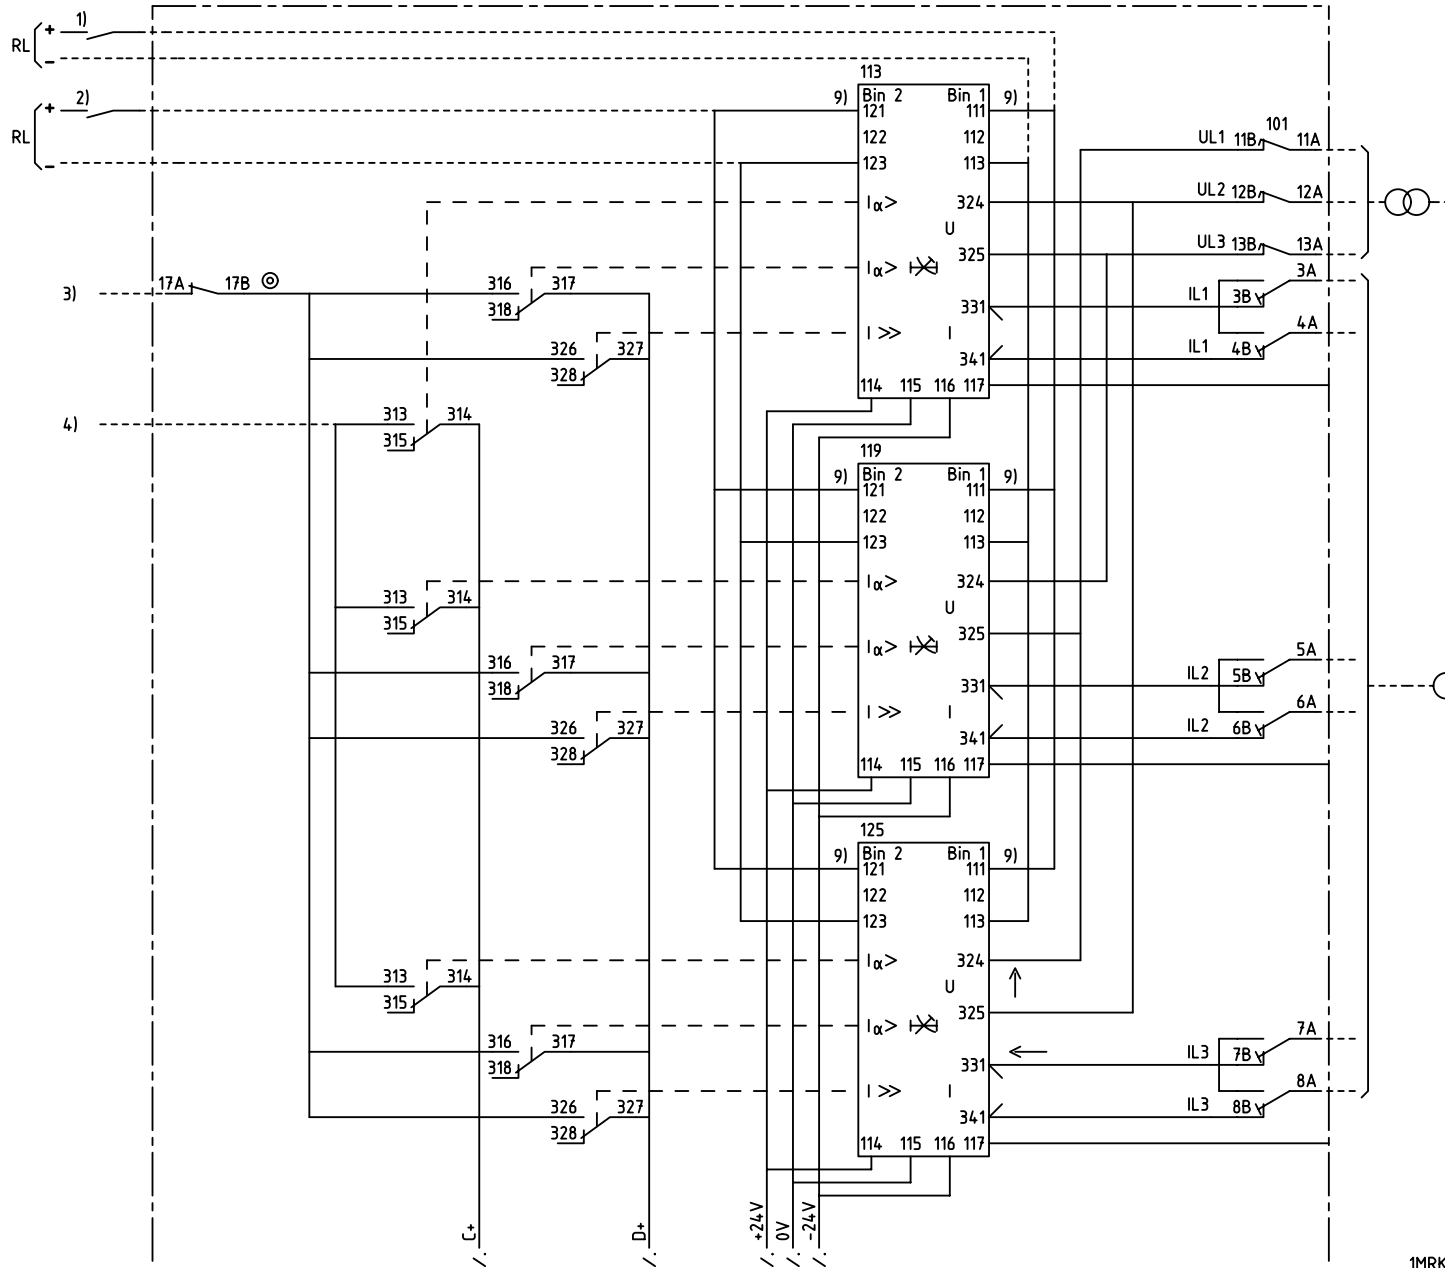 1)
RL + -
113
2)
RL + -
9) Bin 2 Bin 1 9)
121 111
122 112
123 113
101
UL1 11B 11A
Iα> 324 UL2 12B 12A
U
325 UL3 13B 13A
Iα>
3) 17A 17B 316 317
318
331 IL1 3B 3A
I >> I
4A
326 327 341 IL1 4B
328
114 115 116 117
4) 313 314
315
119
9) Bin 2 Bin 1 9)
121 111
122 112
123 113
Iα> 324
313 314 U
315 325
Iα>
316 317 5A
318 331 IL2 5B
I >> I 6A
326 327 341 IL2 6B
328 114 115 116 117
125
9) Bin 2 Bin 1 9)
121 111
122 112
123 113
Iα> 324
313 314 U
315 325
Iα>
316 317 7A
318 331 IL3 7B
I >> I 8A
326 327 341 IL3 8B
328 114 115 116 117
C+ D+ +24V 0V -24V
/. /. /. /. /.
1MRK